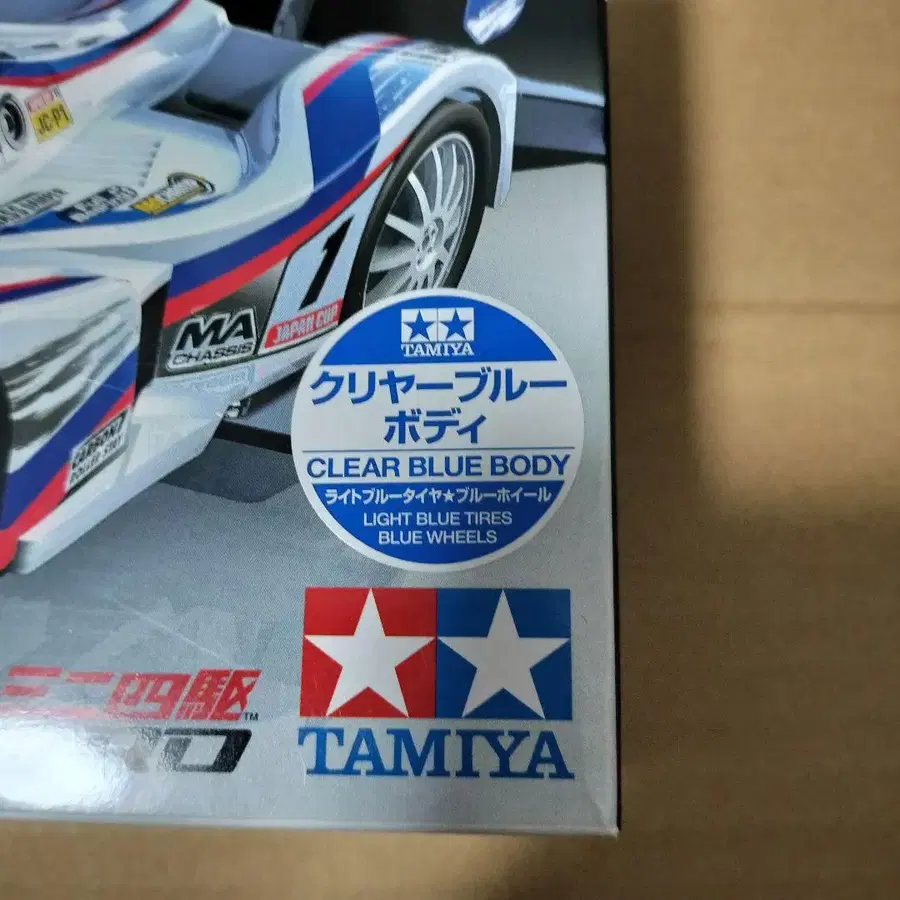 JC-P1
1
MA
CHASSIS
JAPAN CUP
TAMIYA
クリヤーブルー
ボディ
CLEAR BLUE BODY
ライトブルータイヤ★ブルーホイール
LIGHT BLUE TIRES
BLUE WHEELS
ミニ四駆
TM
TAMIYA